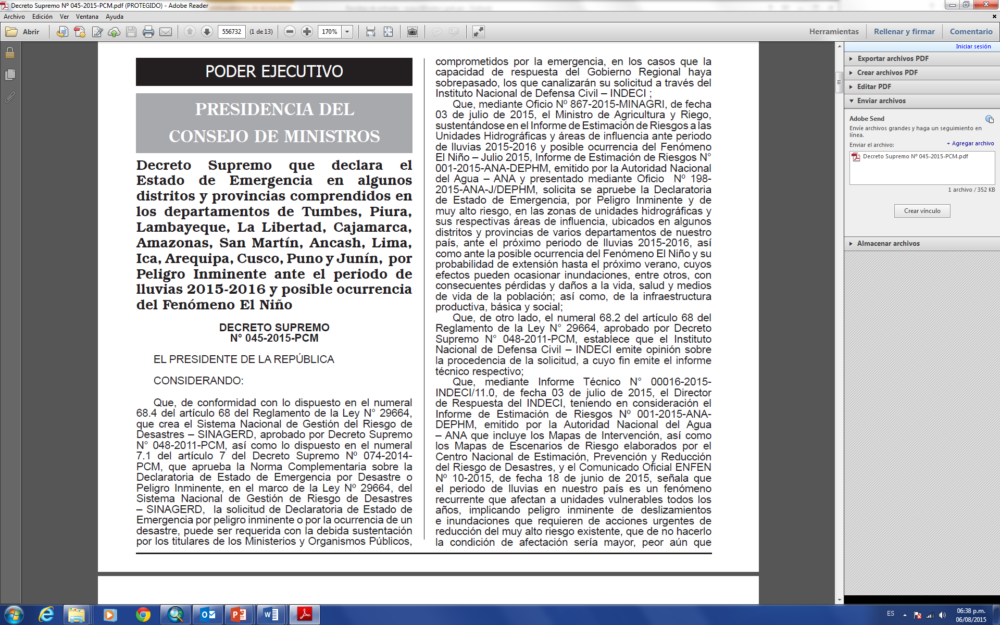 Decreto Supremo Nº 045-2015-PCM.pdf (PROTEGIDO) - Adobe Reader
Archivo Edición Ver Ventana Ayuda
Abrir
556732 (1 de 13)
170%
Herramientas Rellenar y firmar Comentario
PODER EJECUTIVO
PRESIDENCIA DEL
CONSEJO DE MINISTROS
Decreto Supremo que declara el
Estado de Emergencia en algunos
distritos y provincias comprendidos en
los departamentos de Tumbes, Piura,
Lambayeque, La Libertad, Cajamarca,
Amazonas, San Martín, Ancash, Lima,
Ica, Arequipa, Cusco, Puno y Junín, por
Peligro Inminente ante el periodo de
lluvias 2015-2016 y posible ocurrencia
del Fenómeno El Niño
DECRETO SUPREMO
N° 045-2015-PCM
EL PRESIDENTE DE LA REPÚBLICA
CONSIDERANDO:
Que, de conformidad con lo dispuesto en el numeral
68.4 del artículo 68 del Reglamento de la Ley N° 29664,
que crea el Sistema Nacional de Gestión del Riesgo de
Desastres – SINAGERD, aprobado por Decreto Supremo
N° 048-2011-PCM, así como lo dispuesto en el numeral
7.1 del artículo 7 del Decreto Supremo Nº 074-2014-
PCM, que aprueba la Norma Complementaria sobre la
Declaratoria de Estado de Emergencia por Desastre o
Peligro Inminente, en el marco de la Ley Nº 29664, del
Sistema Nacional de Gestión de Riesgo de Desastres
– SINAGERD, la solicitud de Declaratoria de Estado de
Emergencia por peligro inminente o por la ocurrencia de un
desastre, puede ser requerida con la debida sustentación
por los titulares de los Ministerios y Organismos Públicos,
comprometidos por la emergencia, en los casos que la
capacidad de respuesta del Gobierno Regional haya
sobrepasado, los que canalizarán su solicitud a través del
Instituto Nacional de Defensa Civil – INDECI ;
Que, mediante Oficio Nº 867-2015-MINAGRI, de fecha
03 de julio de 2015, el Ministro de Agricultura y Riego,
sustentándose en el Informe de Estimación de Riesgos a las
Unidades Hidrográficas y áreas de influencia ante periodo
de lluvias 2015-2016 y posible ocurrencia del Fenómeno
El Niño – Julio 2015, Informe de Estimación de Riesgos N°
001-2015-ANA-DEPHM, emitido por la Autoridad Nacional
del Agua – ANA y presentado mediante Oficio Nº 198-
2015-ANA-J/DEPHM, solicita se apruebe la Declaratoria
de Estado de Emergencia, por Peligro Inminente y de
muy alto riesgo, en las zonas de unidades hidrográficas y
sus respectivas áreas de influencia, ubicados en algunos
distritos y provincias de varios departamentos de nuestro
país, ante el próximo periodo de lluvias 2015-2016, así
como ante la posible ocurrencia del Fenómeno El Niño y su
probabilidad de extensión hasta el próximo verano, cuyos
efectos pueden ocasionar inundaciones, entre otros, con
consecuentes pérdidas y daños a la vida, salud y medios
de vida de la población; así como, de la infraestructura
productiva, básica y social;
Que, de otro lado, el numeral 68.2 del artículo 68 del
Reglamento de la Ley N° 29664, aprobado por Decreto
Supremo N° 048-2011-PCM, establece que el Instituto
Nacional de Defensa Civil – INDECI emite opinión sobre
la procedencia de la solicitud, a cuyo fin emite el informe
técnico respectivo;
Que, mediante Informe Técnico N° 00016-2015-
INDECI/11.0, de fecha 03 de julio de 2015, el Director
de Respuesta del INDECI, teniendo en consideración el
Informe de Estimación de Riesgos Nº 001-2015-ANA-
DEPHM, emitido por la Autoridad Nacional del Agua
– ANA que incluye los Mapas de Intervención, así como
los Mapas de Escenarios de Riesgo elaborados por el
Centro Nacional de Estimación, Prevención y Reducción
del Riesgo de Desastres, y el Comunicado Oficial ENFEN
Nº 10-2015, de fecha 18 de junio de 2015, señala que
el periodo de lluvias en nuestro país es un fenómeno
recurrente que afectan a unidades vulnerables todos los
años, implicando peligro inminente de deslizamientos
e inundaciones que requieren de acciones urgentes de
reducción del muy alto riesgo existente, que de no hacerlo
la condición de afectación sería mayor, peor aún que
Iniciar sesión
Exportar archivos PDF
Crear archivos PDF
Editar PDF
Enviar archivos
Adobe Send
Envíe archivos grandes y haga un seguimiento en
línea.
Enviar el archivo: + Agregar archivo
Decreto Supremo Nº 045-2015-PCM.pdf
1 archivo / 352 KB
Crear vínculo
Almacenar archivos
ES
06:38 p.m.
06/08/2015